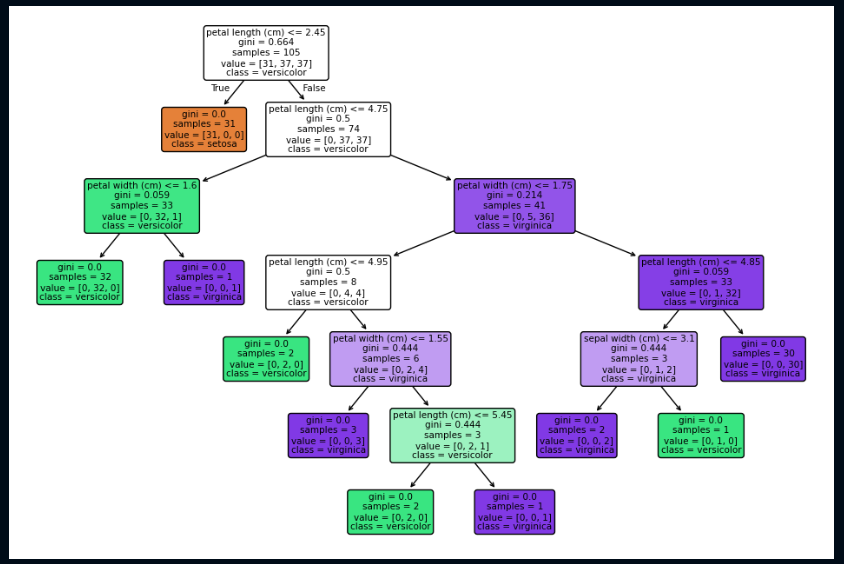 petal length (cm) <= 2.45
gini = 0.664
samples = 105
value = [31, 37, 37]
class = versicolor
True
False
gini = 0.0
samples = 31
value = [31, 0, 0]
class = setosa
petal length (cm) <= 4.75
gini = 0.5
samples = 74
value = [0, 37, 37]
class = versicolor
petal width (cm) <= 1.6
gini = 0.059
samples = 33
value = [0, 32, 1]
class = versicolor
petal width (cm) <= 1.75
gini = 0.214
samples = 41
value = [0, 5, 36]
class = virginica
gini = 0.0
samples = 32
value = [0, 32, 0]
class = versicolor
gini = 0.0
samples = 1
value = [0, 0, 1]
class = virginica
petal length (cm) <= 4.95
gini = 0.5
samples = 8
value = [0, 4, 4]
class = versicolor
petal length (cm) <= 4.85
gini = 0.059
samples = 33
value = [0, 1, 32]
class = virginica
gini = 0.0
samples = 2
value = [0, 2, 0]
class = versicolor
petal width (cm) <= 1.55
gini = 0.444
samples = 6
value = [0, 2, 4]
class = virginica
sepal width (cm) <= 3.1
gini = 0.444
samples = 3
value = [0, 1, 2]
class = virginica
gini = 0.0
samples = 30
value = [0, 0, 30]
class = virginica
gini = 0.0
samples = 3
value = [0, 0, 3]
class = virginica
petal length (cm) <= 5.45
gini = 0.444
samples = 3
value = [0, 2, 1]
class = versicolor
gini = 0.0
samples = 2
value = [0, 0, 2]
class = virginica
gini = 0.0
samples = 1
value = [0, 1, 0]
class = versicolor
gini = 0.0
samples = 2
value = [0, 2, 0]
class = versicolor
gini = 0.0
samples = 1
value = [0, 0, 1]
class = virginica